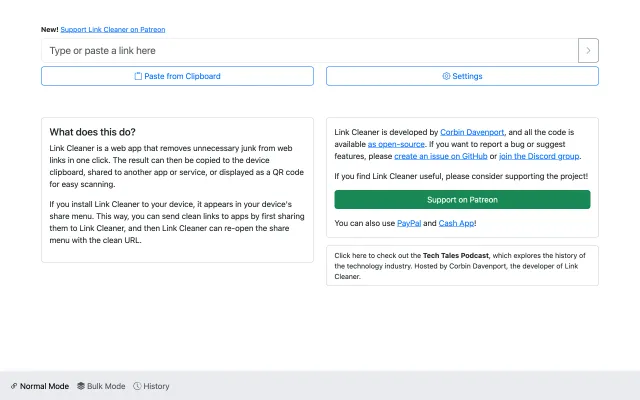 New! Support Link Cleaner on Patreon
Type or paste a link here
Paste from Clipboard
Settings
What does this do?
Link Cleaner is a web app that removes unnecessary junk from web
links in one click. The result can then be copied to the device
clipboard, shared to another app or service, or displayed as a QR code
for easy scanning.
If you install Link Cleaner to your device, it appears in your device's
share menu. This way, you can send clean links to apps by first sharing
them to Link Cleaner, and then Link Cleaner can re-open the share
menu with the clean URL.
Link Cleaner is developed by Corbin Davenport, and all the code is
available as open-source. If you want to report a bug or suggest
features, please create an issue on GitHub or join the Discord group.
If you find Link Cleaner useful, please consider supporting the project!
Support on Patreon
You can also use PayPal and Cash App!
Click here to check out the Tech Tales Podcast, which explores the history of
the technology industry. Hosted by Corbin Davenport, the developer of Link
Cleaner.
Normal Mode
Bulk Mode
History